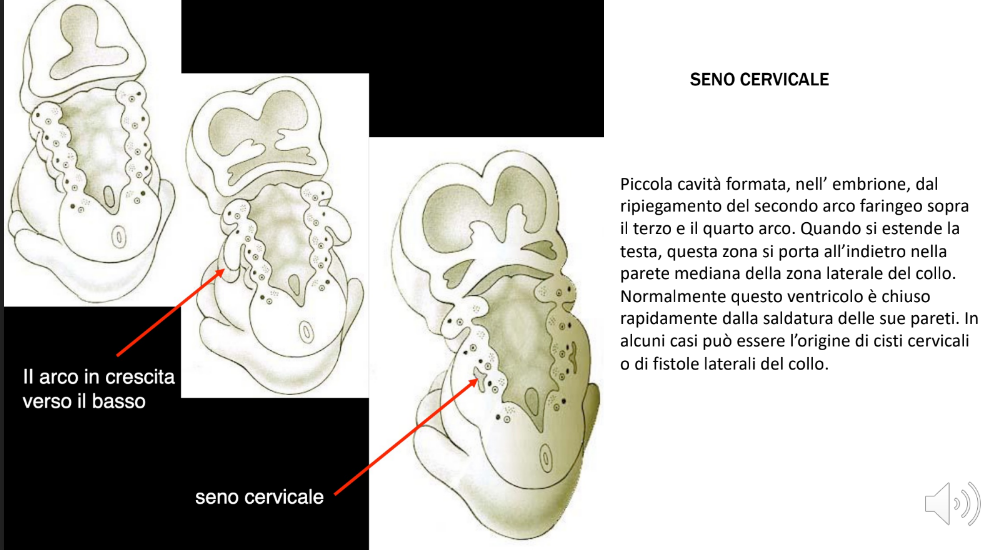 SENO CERVICALE
Piccola cavità formata, nell’ embrione, dal
ripiegamento del secondo arco faringeo sopra
il terzo e il quarto arco. Quando si estende la
testa, questa zona si porta all’indietro nella
parete mediana della zona laterale del collo.
Normalmente questo ventricolo è chiuso
rapidamente dalla saldatura delle sue pareti. In
alcuni casi può essere l’origine di cisti cervicali
o di fistole laterali del collo.
II arco in crescita
verso il basso
seno cervicale